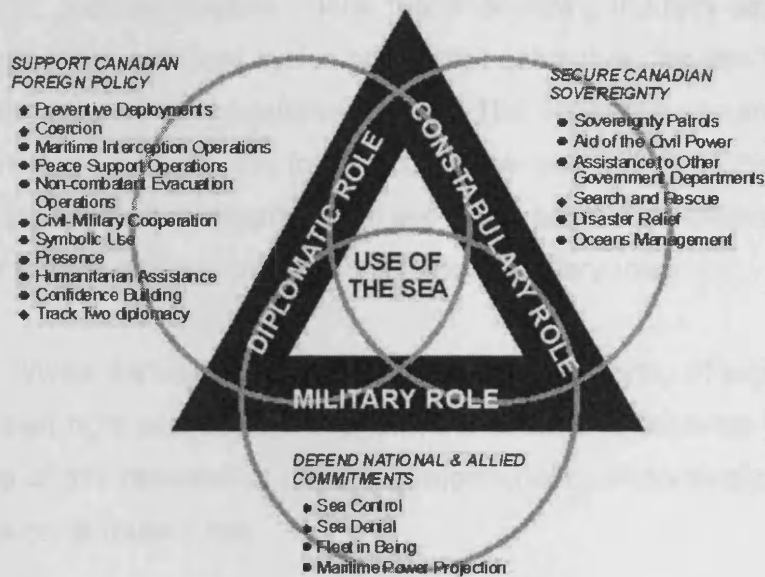 SUPPORT CANADIAN
FOREIGN POLICY
Preventive Deployments
Coercion
Maritime Interception Operations
Peace Support Operations
Non-combatant Evacuation
Operations
Civil-Military Cooperation
Symbolic Use
Presence
Humanitarian Assistance
Confidence Building
Track Two diplomacy
SECURE CANADIAN
SOVEREIGNTY
Sovereignty Patrols
Aid of the Civil Power
Assistance to Other
Government Departments
Search and Rescue
Disaster Relief
Oceans Management
DIPLOMATIC ROLE
CONSTABULARY ROLE
USE OF
THE SEA
MILITARY ROLE
DEFEND NATIONAL & ALLIED
COMMITMENTS
Sea Control
Sea Denial
Fleet in Being
Maritime Power Projection